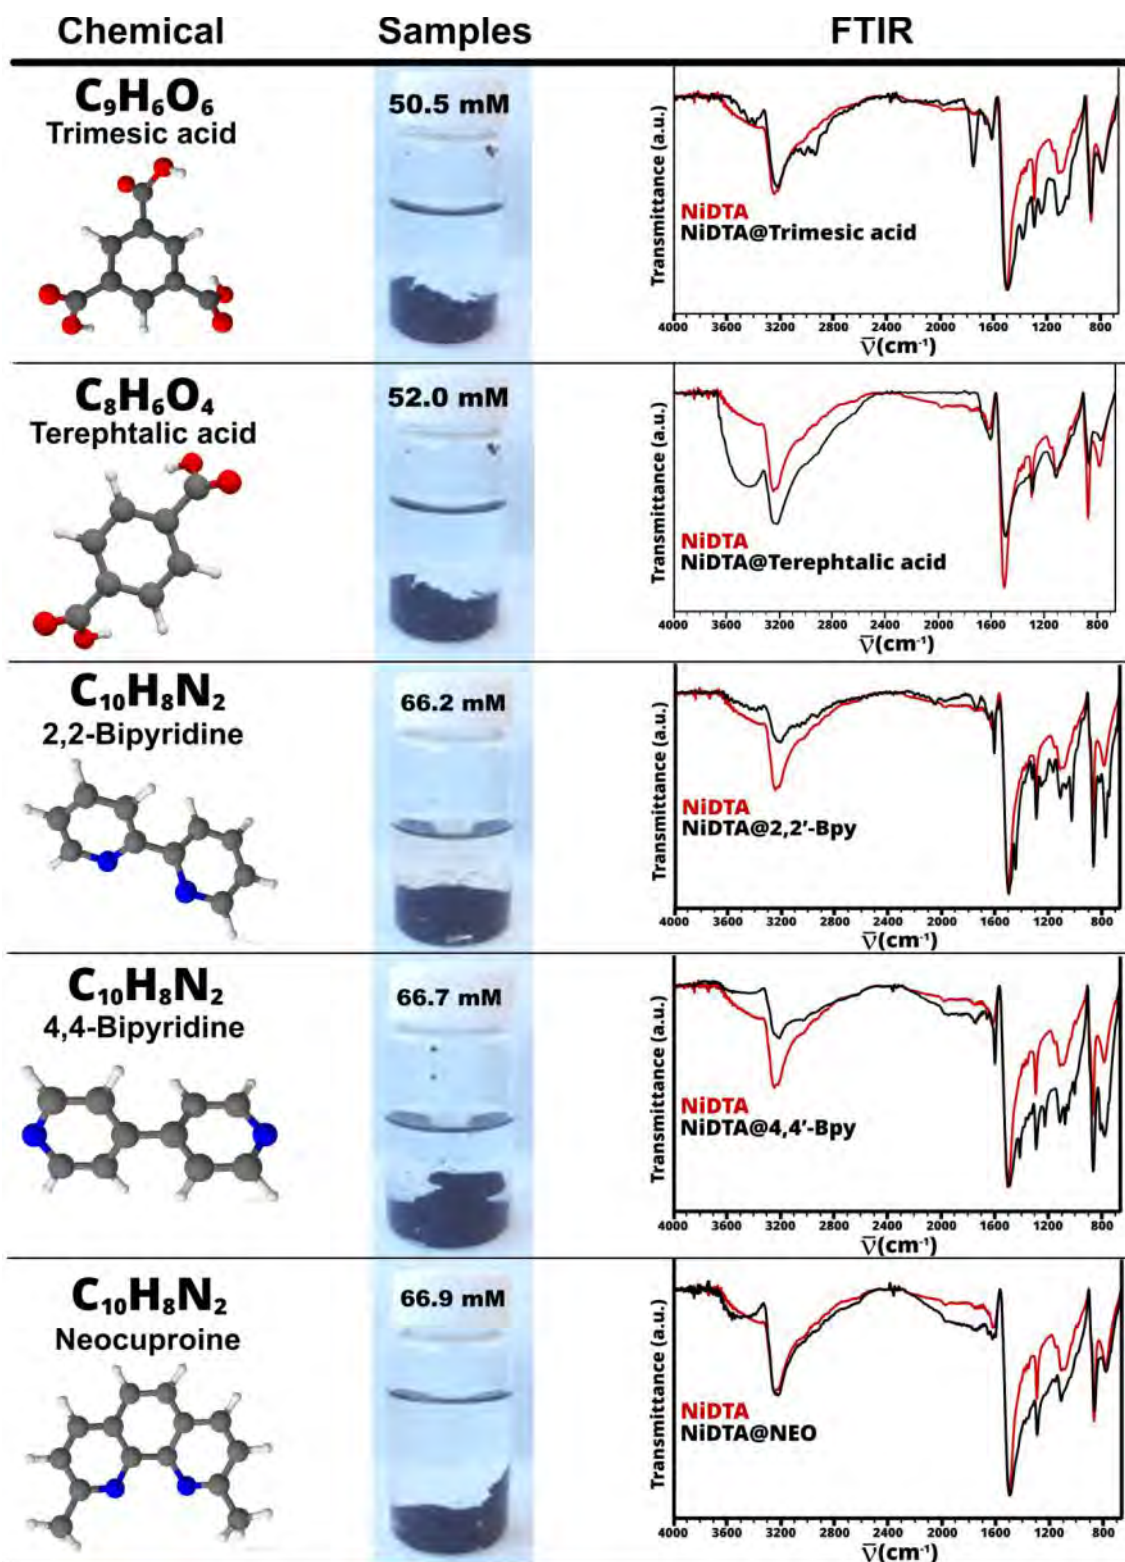 Chemical Samples FTIR
C₉H₆O₆
Trimesic acid
50.5 mM
Transmittance (a.u.)
NiDTA
NiDTA@Trimesic acid
4000 3200 2400 1600 800
3600 2800 2000 1200
ν̅(cm⁻¹)
C₈H₆O₄
Terephtalic acid
52.0 mM
Transmittance (a.u.)
NiDTA
NiDTA@Terephtalic acid
4000 3600 3200 2800 2400 2000 1600 1200 800
ν̅(cm⁻¹)
C₁₀H₈N₂
2,2-Bipyridine
66.2 mM
Transmittance (a.u.)
NiDTA
NiDTA@2,2'-Bpy
4000 3600 3200 2800 2400 2000 1600 1200 800
ν̅(cm⁻¹)
C₁₀H₈N₂
4,4-Bipyridine
66.7 mM
Transmittance (a.u.)
NiDTA
NiDTA@4,4'-Bpy
4000 3600 3200 2800 2400 2000 1600 1200 800
ν̅(cm⁻¹)
C₁₀H₈N₂
Neocuproine
66.9 mM
Transmittance (a.u.)
NiDTA
NiDTA@NEO
4000 3600 3200 2800 2400 2000 1600 1200 800
ν̅(cm⁻¹)